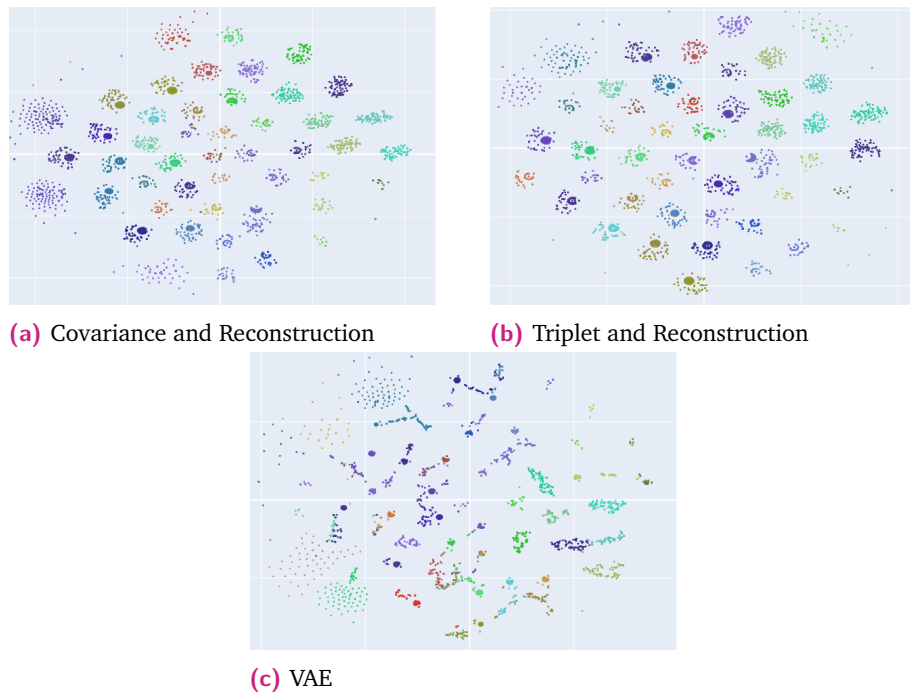 (a) Covariance and Reconstruction
(b) Triplet and Reconstruction
(c) VAE